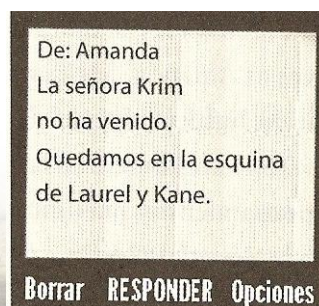 De: Amanda
La señora Krim
no ha venido.
Quedamos en la esquina
de Laurel y Kane.
Borrar RESPONDER Opciones